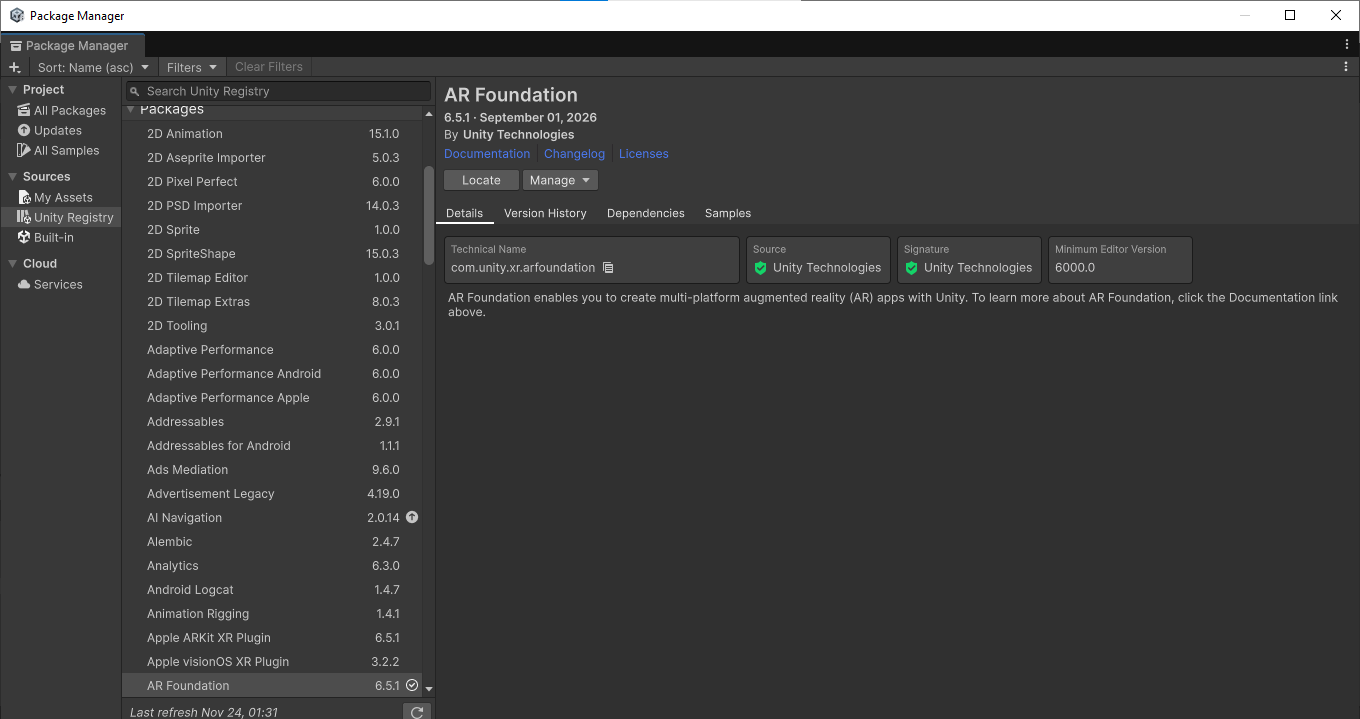 Package Manager
Package Manager
Sort: Name (asc)
Filters
Clear Filters
Project
All Packages
Updates
All Samples
Sources
My Assets
Unity Registry
Built-in
Cloud
Services
Search Unity Registry
Packages
2D Animation 15.1.0
2D Aseprite Importer 5.0.3
2D Pixel Perfect 6.0.0
2D PSD Importer 14.0.3
2D Sprite 1.0.0
2D SpriteShape 15.0.3
2D Tilemap Editor 1.0.0
2D Tilemap Extras 8.0.3
2D Tooling 3.0.1
Adaptive Performance 6.0.0
Adaptive Performance Android 6.0.0
Adaptive Performance Apple 6.0.0
Addressables 2.9.1
Addressables for Android 1.1.1
Ads Mediation 9.6.0
Advertisement Legacy 4.19.0
AI Navigation 2.0.14
Alembic 2.4.7
Analytics 6.3.0
Android Logcat 1.4.7
Animation Rigging 1.4.1
Apple ARKit XR Plugin 6.5.1
Apple visionOS XR Plugin 3.2.2
AR Foundation 6.5.1
Last refresh Nov 24, 01:31
AR Foundation
6.5.1 · September 01, 2026
By Unity Technologies
Documentation
Changelog
Licenses
Locate
Manage
Details
Version History
Dependencies
Samples
Technical Name
com.unity.xr.arfoundation
Source
Unity Technologies
Signature
Unity Technologies
Minimum Editor Version
6000.0
AR Foundation enables you to create multi-platform augmented reality (AR) apps with Unity. To learn more about AR Foundation, click the Documentation link
above.